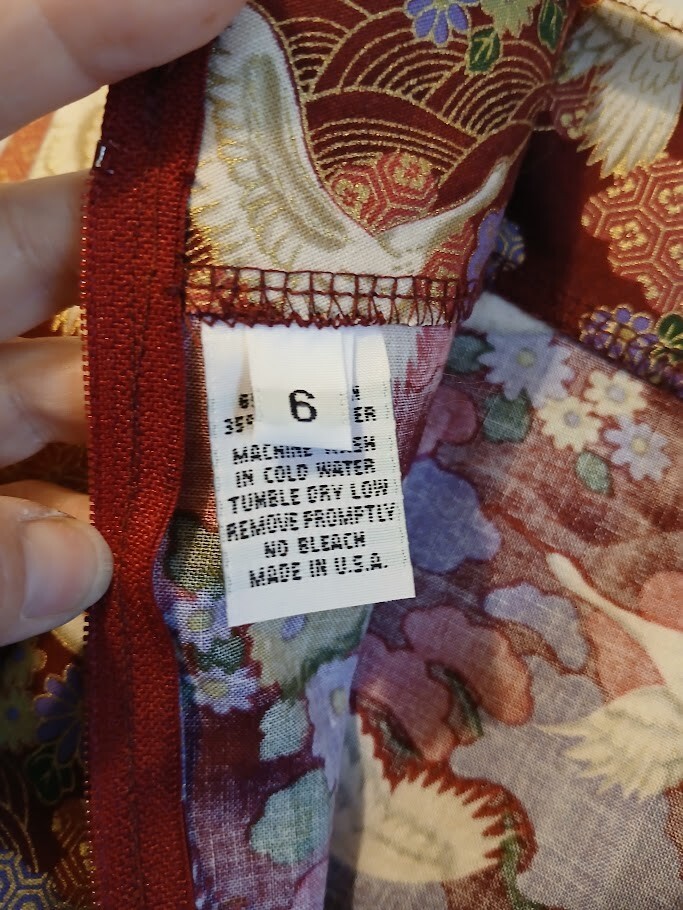 6
MACHINE WASH
IN COLD WATER
TUMBLE DRY LOW
REMOVE PROMPTLY
NO BLEACH
MADE IN U.S.A.